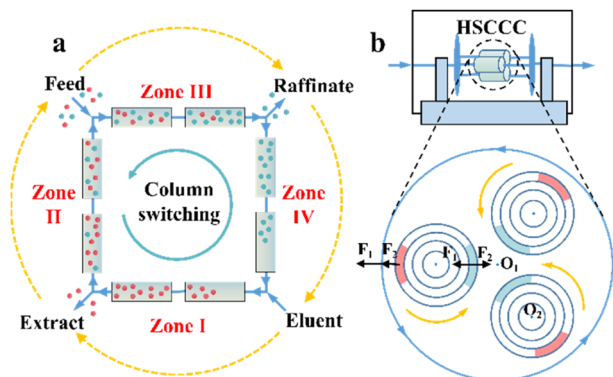 a
Feed
Zone III
Raffinate
Zone
II
Column
switching
Zone
IV
Extract
Zone I
Eluent
b
HSCCC
F₁ F₂ F₁ F₂ O₁
O₂